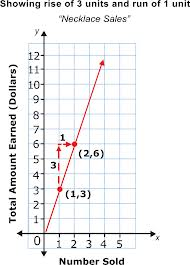 Showing rise of 3 units and run of 1 unit
"Necklace Sales"
y
12
11
10
9
8
7
6
5
4
3
2
1
0
1
3
(2,6)
(1,3)
1 2 3 4 5
x
Total Amount Earned (Dollars)
Number Sold